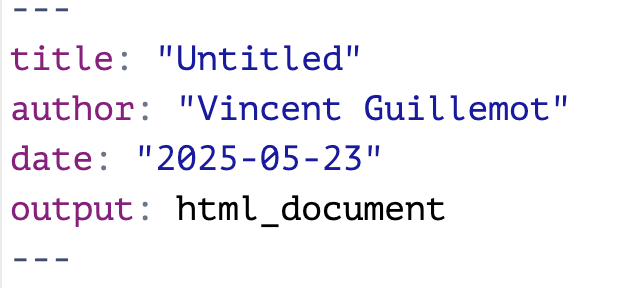 ---
title: "Untitled"
author: "Vincent Guillemot"
date: "2025-05-23"
output: html_document
---